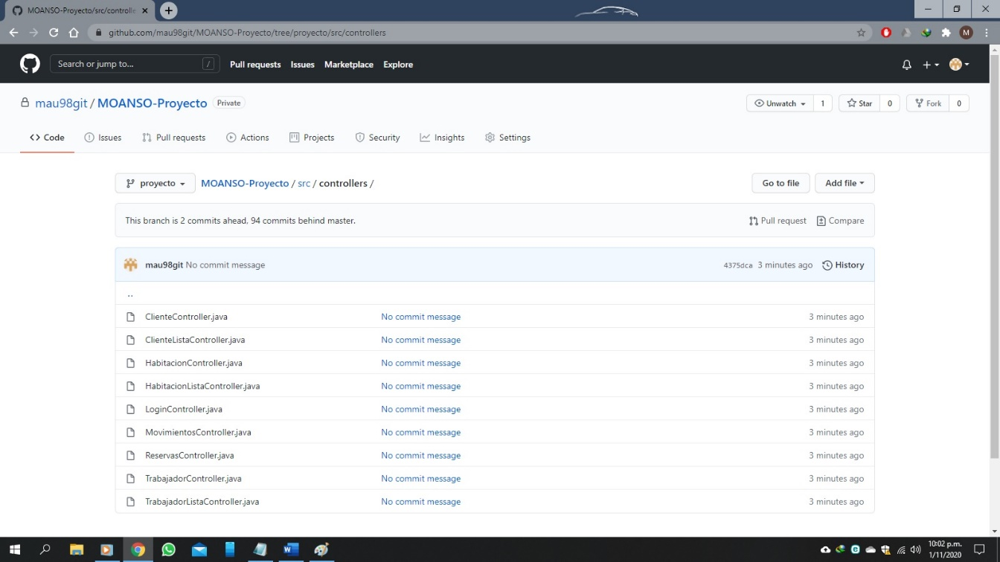 MOANSO-Proyecto/src/controlle
github.com/mau98git/MOANSO-Proyecto/tree/proyecto/src/controllers
M
Search or jump to... /
Pull requests Issues Marketplace Explore
mau98git / MOANSO-Proyecto Private
Unwatch 1 Star 0 Fork 0
Code Issues Pull requests Actions Projects Security Insights Settings
proyecto MOANSO-Proyecto / src / controllers / Go to file Add file
This branch is 2 commits ahead, 94 commits behind master. Pull request Compare
mau98git No commit message 4375dca 3 minutes ago History
..
ClienteController.java No commit message 3 minutes ago
ClienteListaController.java No commit message 3 minutes ago
HabitacionController.java No commit message 3 minutes ago
HabitacionListaController.java No commit message 3 minutes ago
LoginController.java No commit message 3 minutes ago
MovimientosController.java No commit message 3 minutes ago
ReservasController.java No commit message 3 minutes ago
TrabajadorController.java No commit message 3 minutes ago
TrabajadorListaController.java No commit message 3 minutes ago
10:02 p.m.
1/11/2020